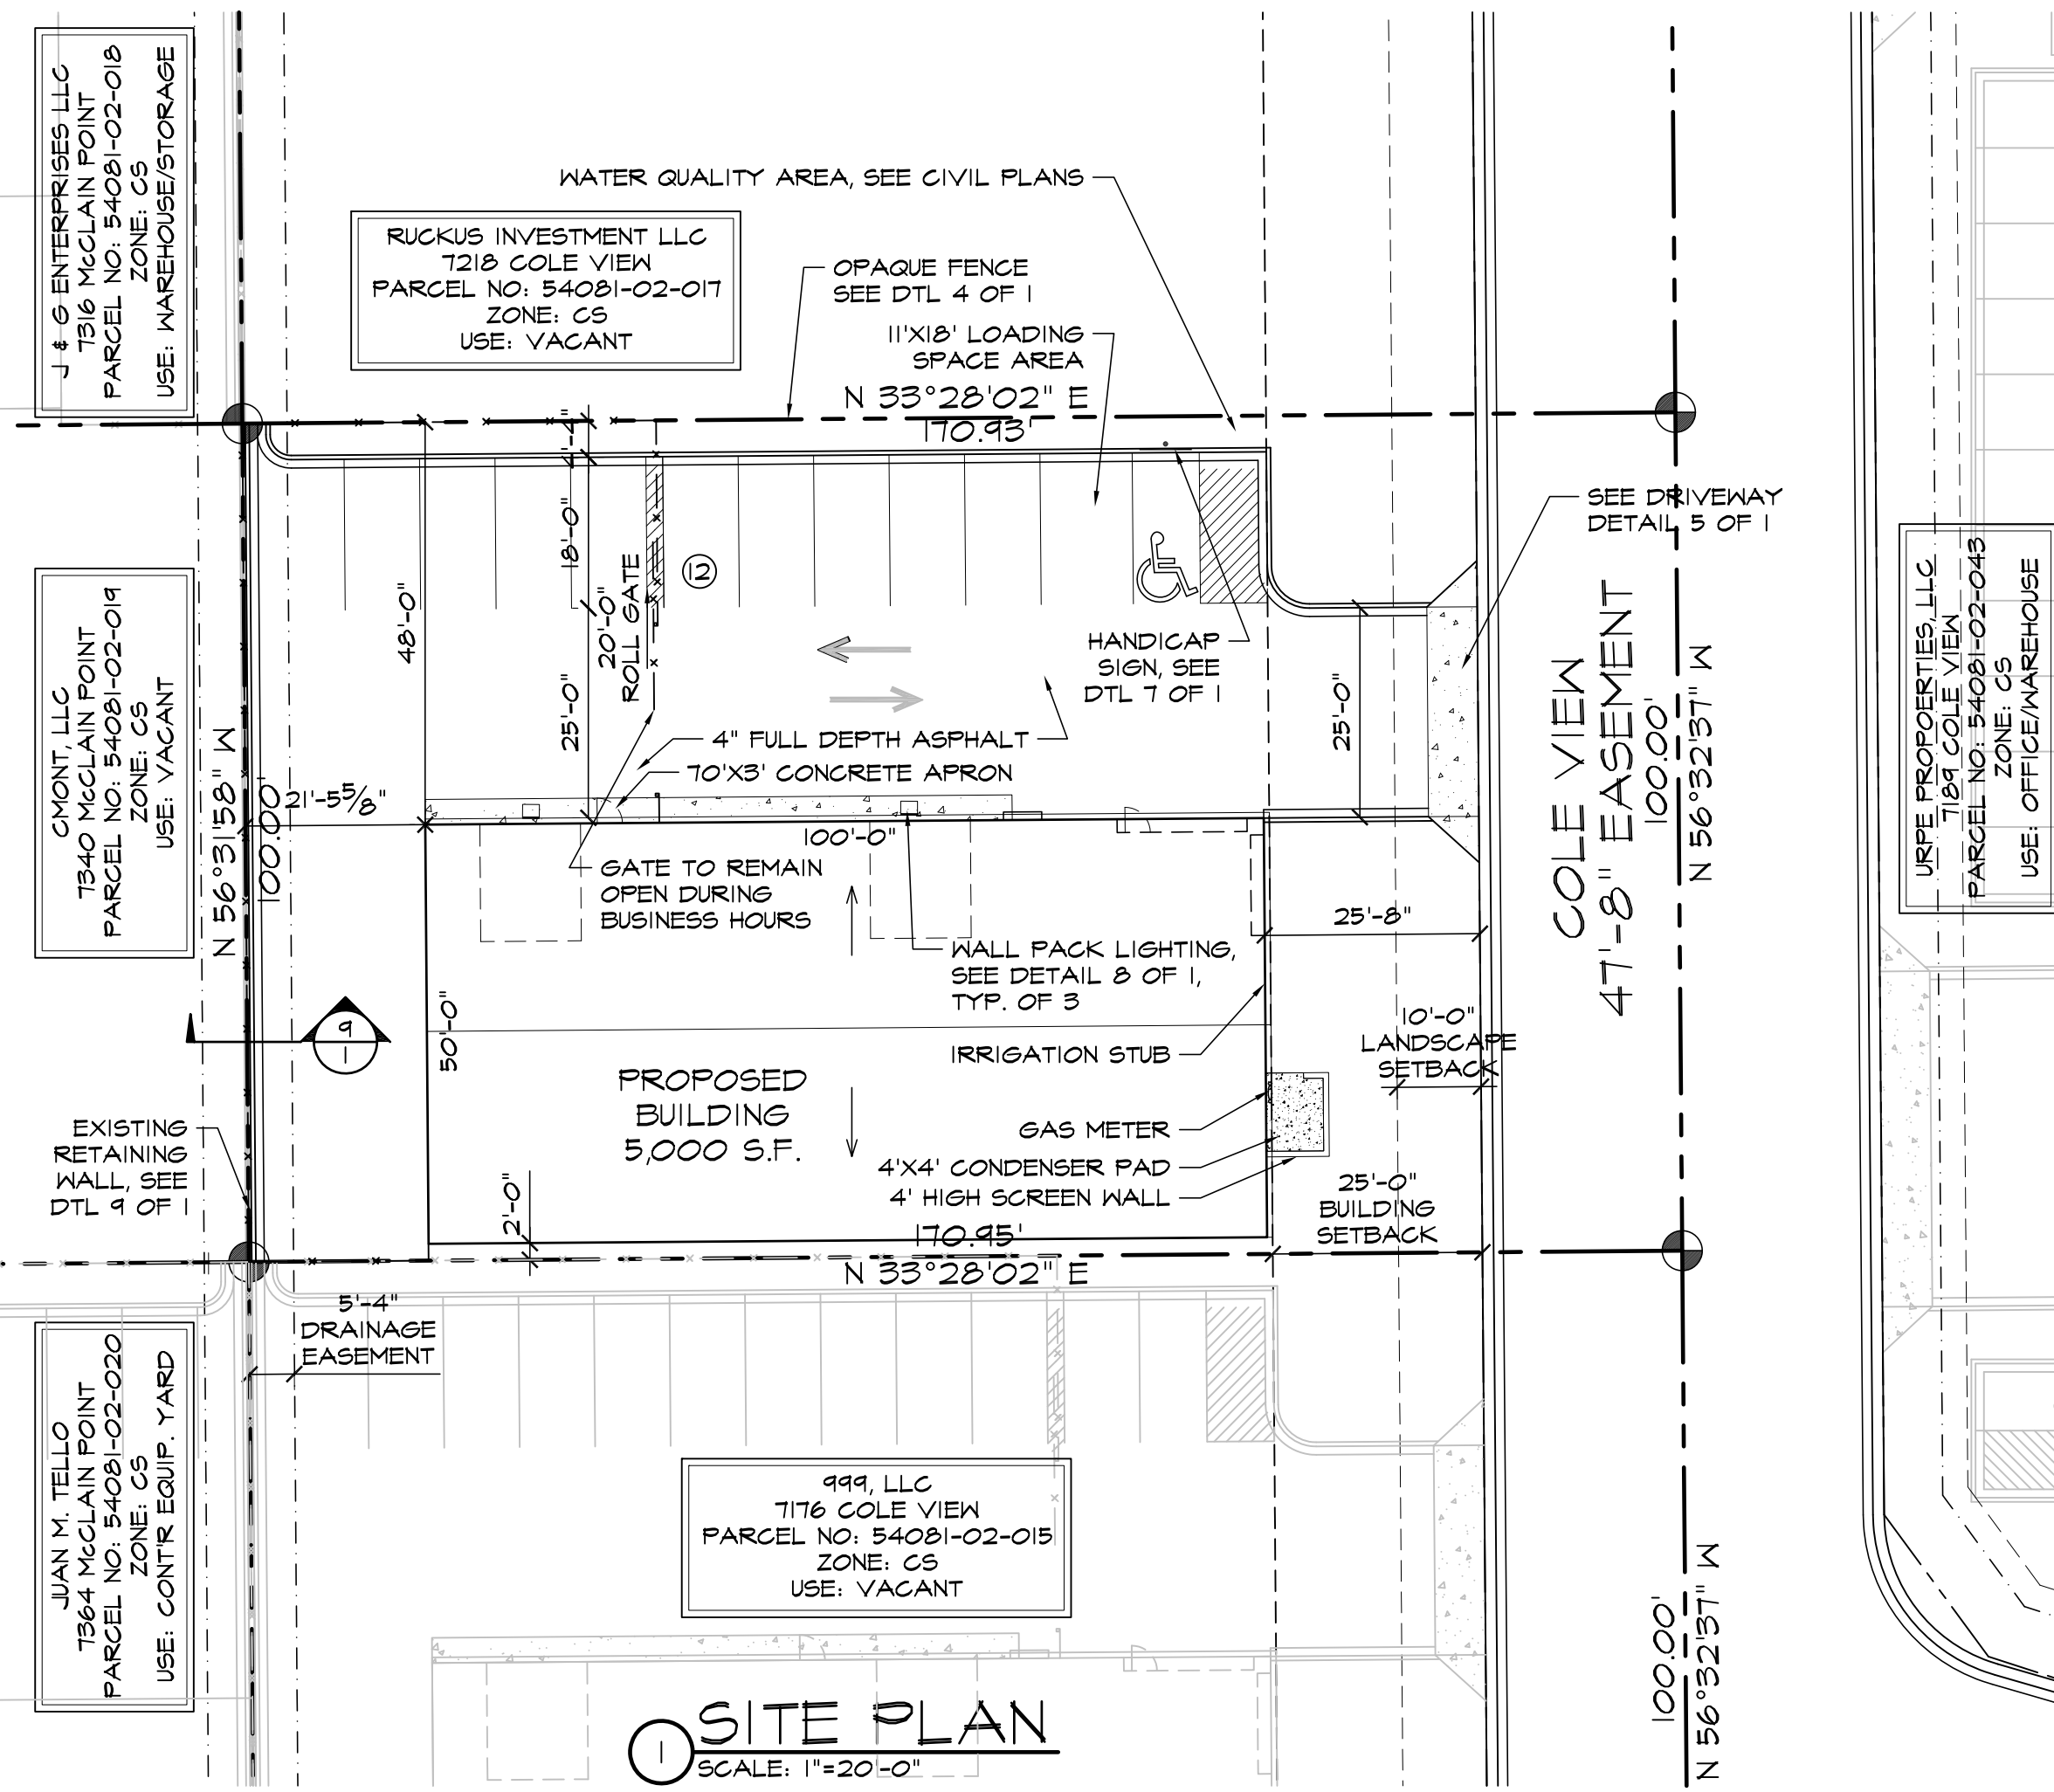 J & G ENTERPRISES LLC
7316 McCLAIN POINT
PARCEL NO: 54081-02-018
ZONE: CS
USE: WAREHOUSE/STORAGE
WATER QUALITY AREA, SEE CIVIL PLANS
RUCKUS INVESTMENT LLC
7218 COLE VIEW
PARCEL NO: 54081-02-017
ZONE: CS
USE: VACANT
OPAQUE FENCE
SEE DTL 4 OF 1
11'X18' LOADING
SPACE AREA
N 33°28'02" E
170.93'
SEE DRIVEWAY
DETAIL 5 OF 1
18'-0"
48'-0"
20'-0"
ROLL GATE
12
25'-0"
HANDICAP
SIGN, SEE
DTL 7 OF 1
25'-0"
4" FULL DEPTH ASPHALT
70'X3' CONCRETE APRON
CMONT, LLC
7340 McCLAIN POINT
PARCEL NO: 54081-02-019
ZONE: CS
USE: VACANT
N 56°31'58" W
100.00'
21'-5 5/8"
100'-0"
GATE TO REMAIN
OPEN DURING
BUSINESS HOURS
COLE VIEW
47'-8" EASEMENT
100.00'
N 56°32'37" W
URPE PROPOERTIES, LLC
7189 COLE VIEW
PARCEL NO: 54081-02-043
ZONE: CS
USE: OFFICE/WAREHOUSE
25'-8"
WALL PACK LIGHTING,
SEE DETAIL 8 OF 1,
TYP. OF 3
9
1
50'-0"
10'-0"
LANDSCAPE
SETBACK
IRRIGATION STUB
PROPOSED
BUILDING
5,000 S.F.
GAS METER
4'X4' CONDENSER PAD
4' HIGH SCREEN WALL
EXISTING
RETAINING
WALL, SEE
DTL 9 OF 1
2'-0"
25'-0"
BUILDING
SETBACK
170.95'
N 33°28'02" E
5'-4"
DRAINAGE
EASEMENT
JUAN M. TELLO
7364 McCLAIN POINT
PARCEL NO: 54081-02-020
ZONE: CS
USE: CONT'R EQUIP. YARD
999, LLC
7176 COLE VIEW
PARCEL NO: 54081-02-015
ZONE: CS
USE: VACANT
100.00'
N 56°32'37" W
1
SITE PLAN
SCALE: 1"=20'-0"